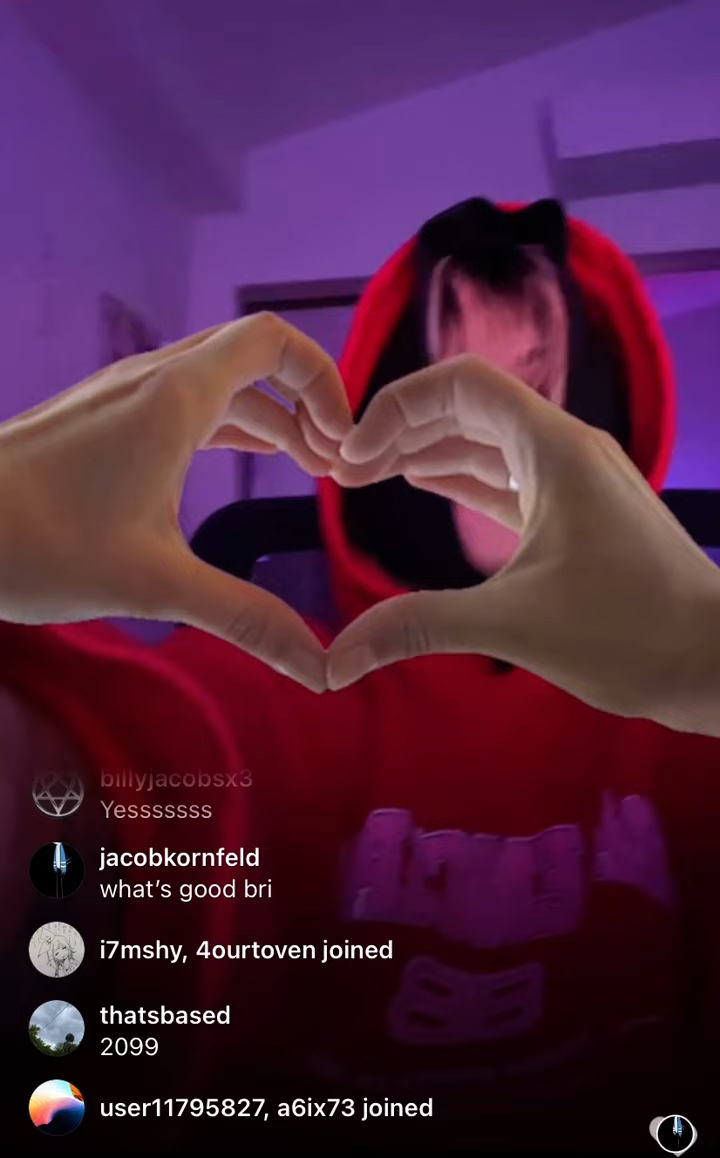 billyjacobsx3
Yesssssss
jacobkornfeld
what's good bri
i7mshy, 4ourtoven joined
thatsbased
2099
user11795827, a6ix73 joined